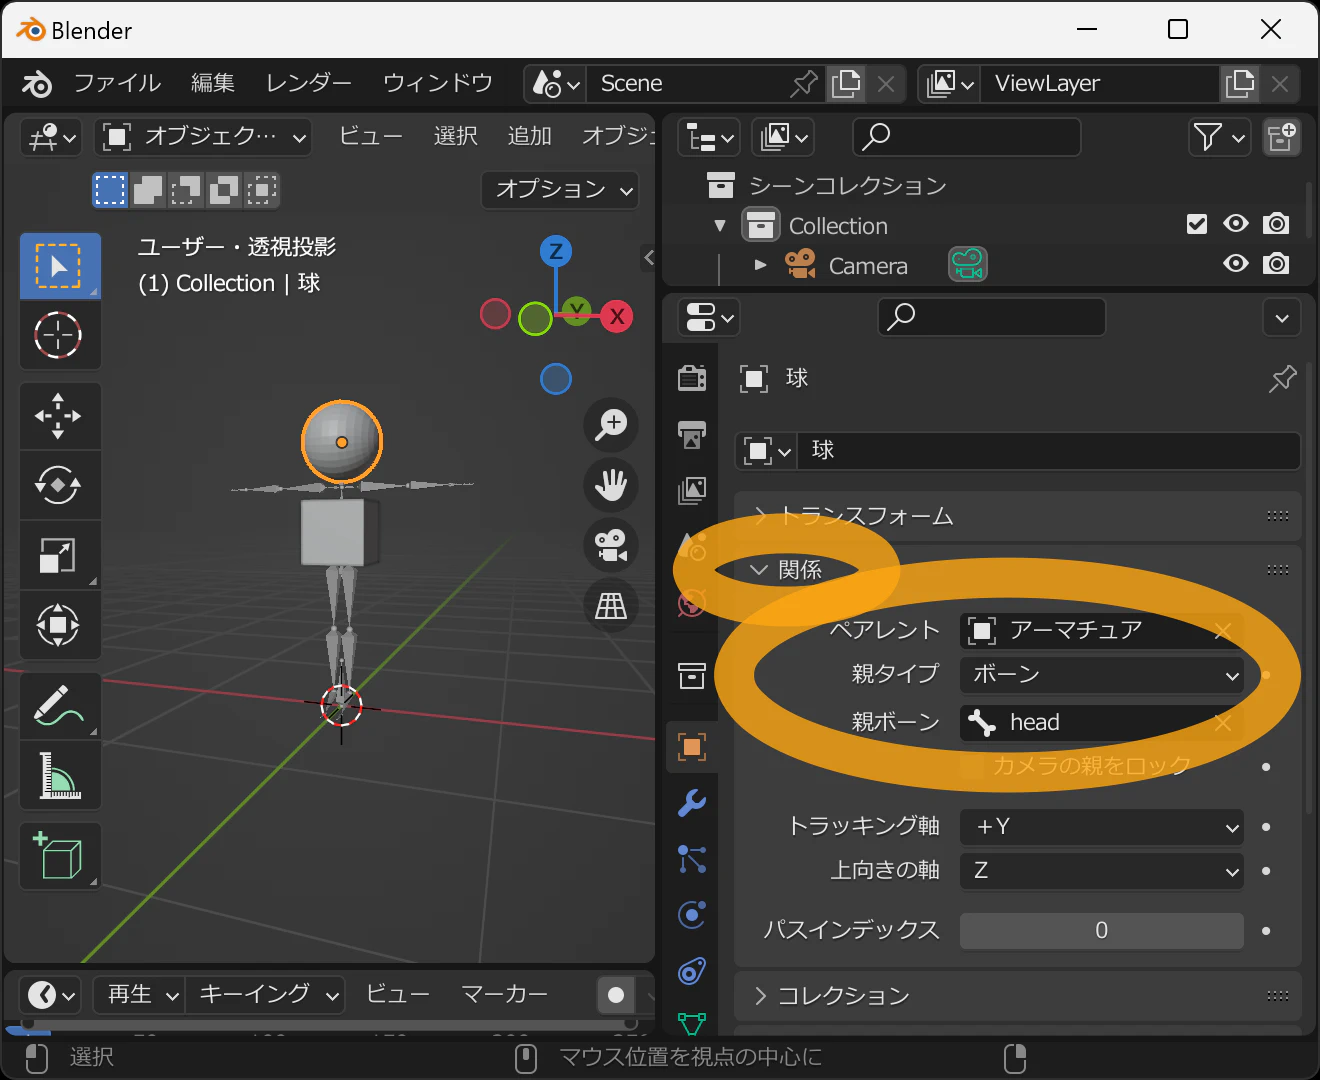 Blender
ファイル 編集 レンダー ウィンドウ Scene ViewLayer
オブジェク… ビュー 選択 追加 オブジェ
オプション
ユーザー・透視投影
(1) Collection | 球
Z
Y
X
シーンコレクション
Collection
Camera
球
球
トランスフォーム
関係
ペアレント アーマチュア
親タイプ ボーン
親ボーン head
カメラの親をロック
トラッキング軸 +Y
上向きの軸 Z
パスインデックス 0
コレクション
再生 キーイング ビュー マーカー
選択 マウス位置を視点の中心に